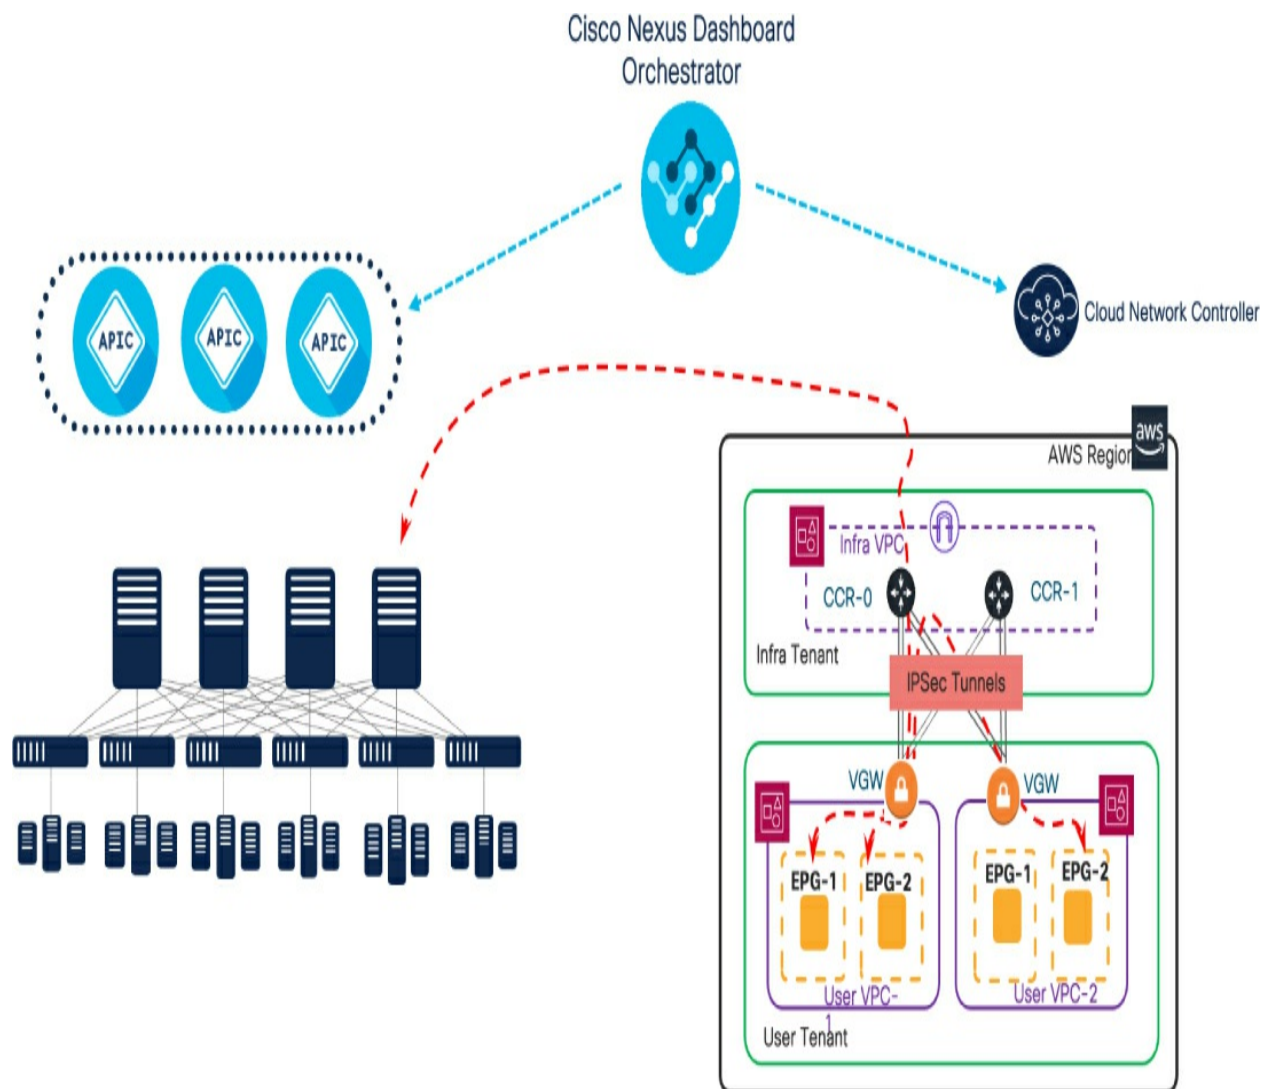 Cisco Nexus Dashboard
Orchestrator
APIC
APIC
APIC
Cloud Network Controller
aws
AWS Region
Infra VPC
CCR-0
CCR-1
Infra Tenant
IPSec Tunnels
VGW
VGW
EPG-1
EPG-2
EPG-1
EPG-2
User VPC-
1
User VPC-2
User Tenant